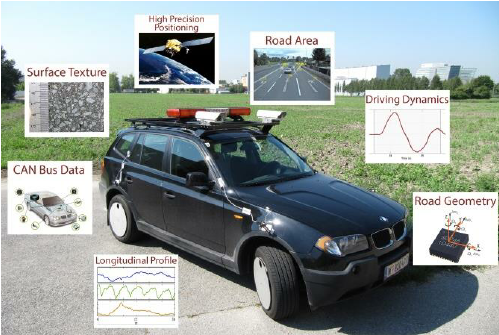 High Precision
Positioning
Road Area
Surface Texture
Driving Dynamics
CAN Bus Data
Road Geometry
Longitudinal Profile